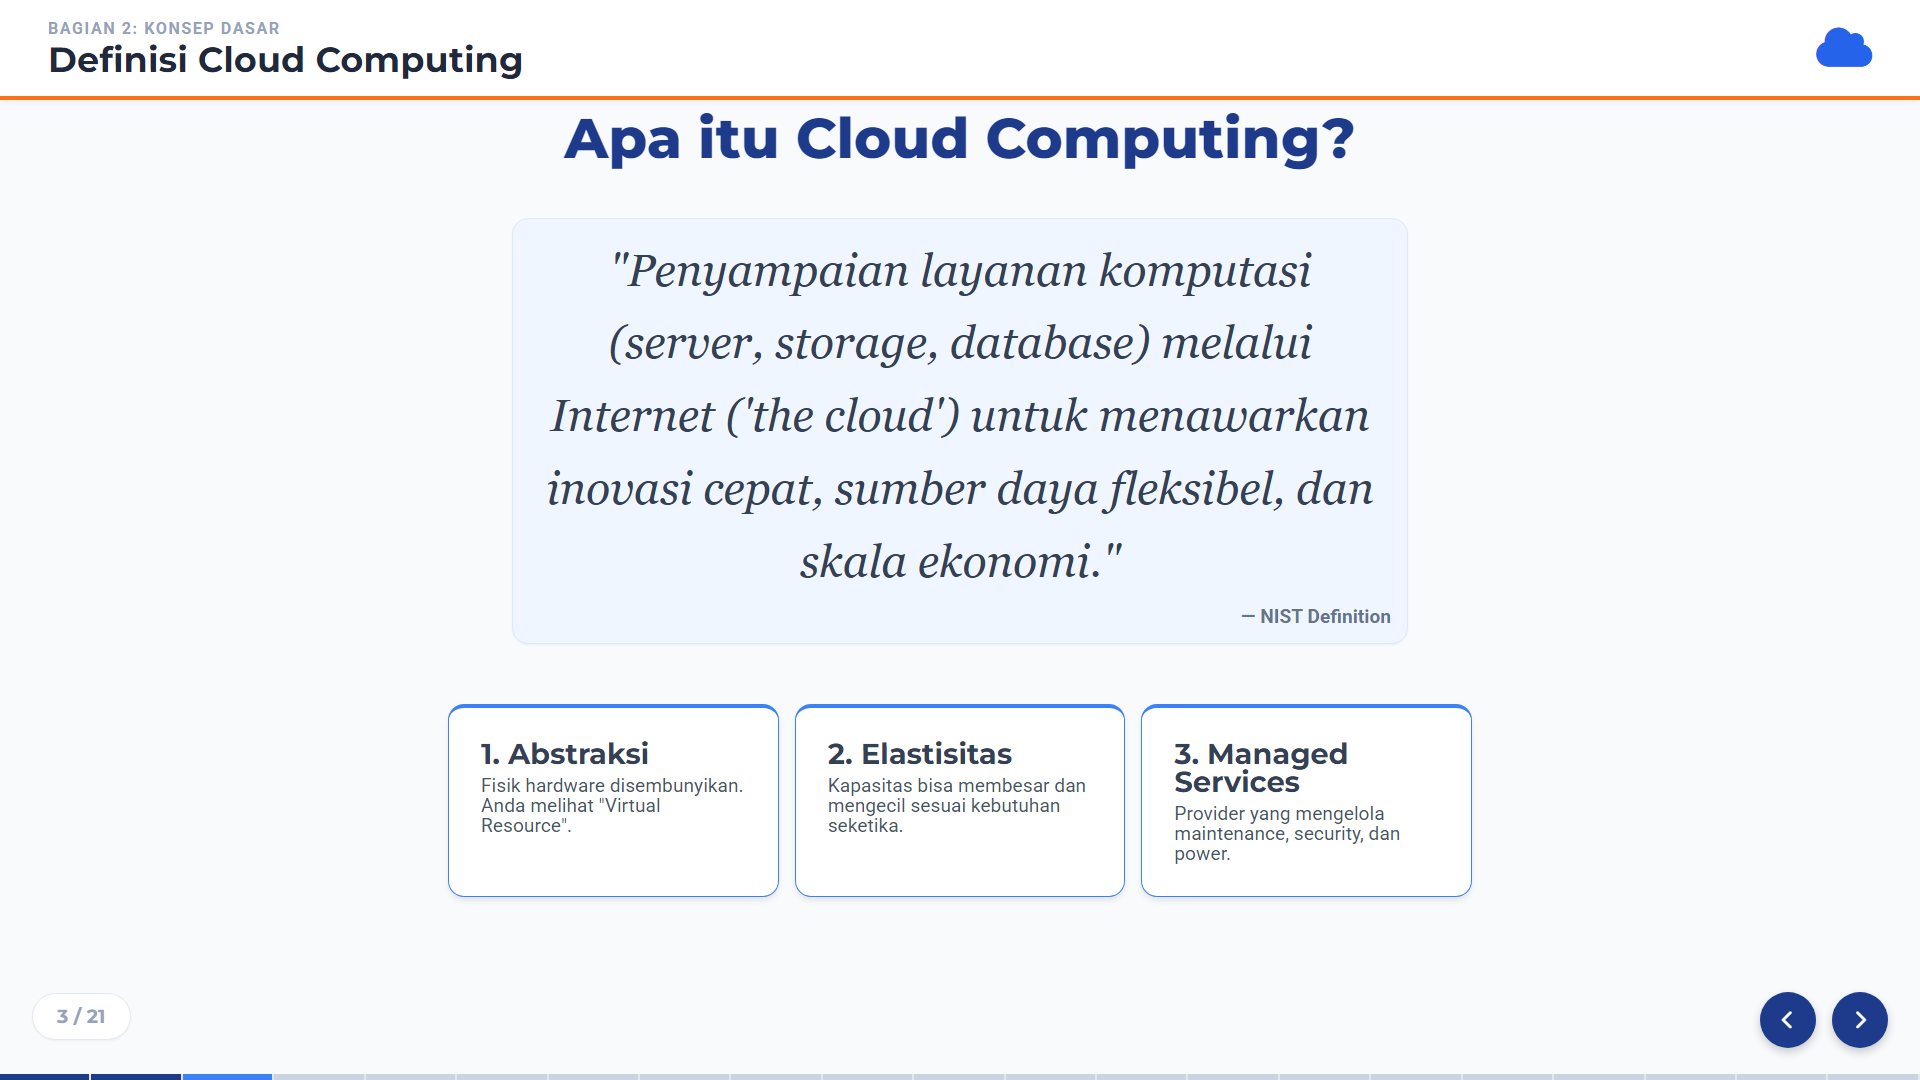 BAGIAN 2: KONSEP DASAR
Definisi Cloud Computing
Apa itu Cloud Computing?
"Penyampaian layanan komputasi
(server, storage, database) melalui
Internet ('the cloud') untuk menawarkan
inovasi cepat, sumber daya fleksibel, dan
skala ekonomi."
— NIST Definition
1. Abstraksi
Fisik hardware disembunyikan.
Anda melihat "Virtual
Resource".
2. Elastisitas
Kapasitas bisa membesar dan
mengecil sesuai kebutuhan
seketika.
3. Managed
Services
Provider yang mengelola
maintenance, security, dan
power.
3 / 21